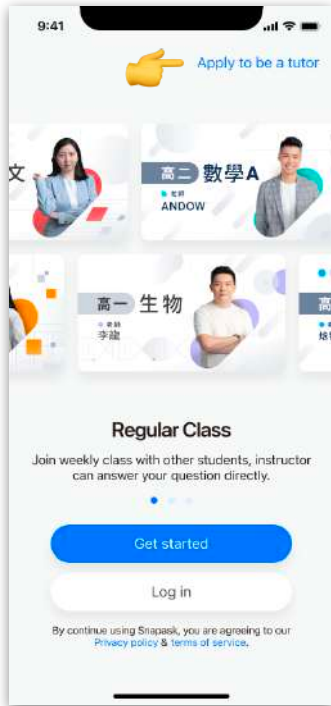 9:41
Apply to be a tutor
文
高二 數學A
老師
ANDOW
高一 生物
老師
李龍
高
Regular Class
Join weekly class with other students, instructor
can answer your question directly.
Get started
Log in
By continue using Snapask, you are agreeing to our
Privacy policy & terms of service.